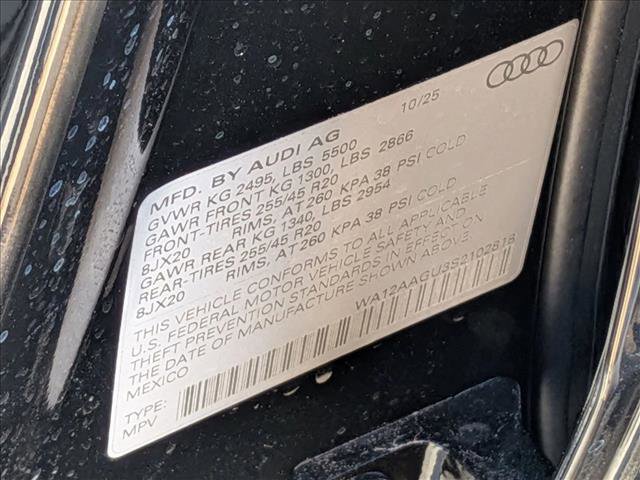 MFD. BY AUDI AG 10/25
GVWR KG 2495, LBS 5500
GAWR FRONT KG 1300, LBS 2866
FRONT-TIRES 255/45 R20
8JX20 RIMS, AT 260 KPA 38 PSI COLD
GAWR REAR KG 1340, LBS 2954
REAR-TIRES 255/45 R20
8JX20 RIMS, AT 260 KPA 38 PSI COLD
THIS VEHICLE CONFORMS TO ALL APPLICABLE
U.S. FEDERAL MOTOR VEHICLE SAFETY AND
THEFT PREVENTION STANDARDS IN EFFECT ON
THE DATE OF MANUFACTURE SHOWN ABOVE.
MEXICO
WA12AAGU3S2102818
TYPE:
MPV